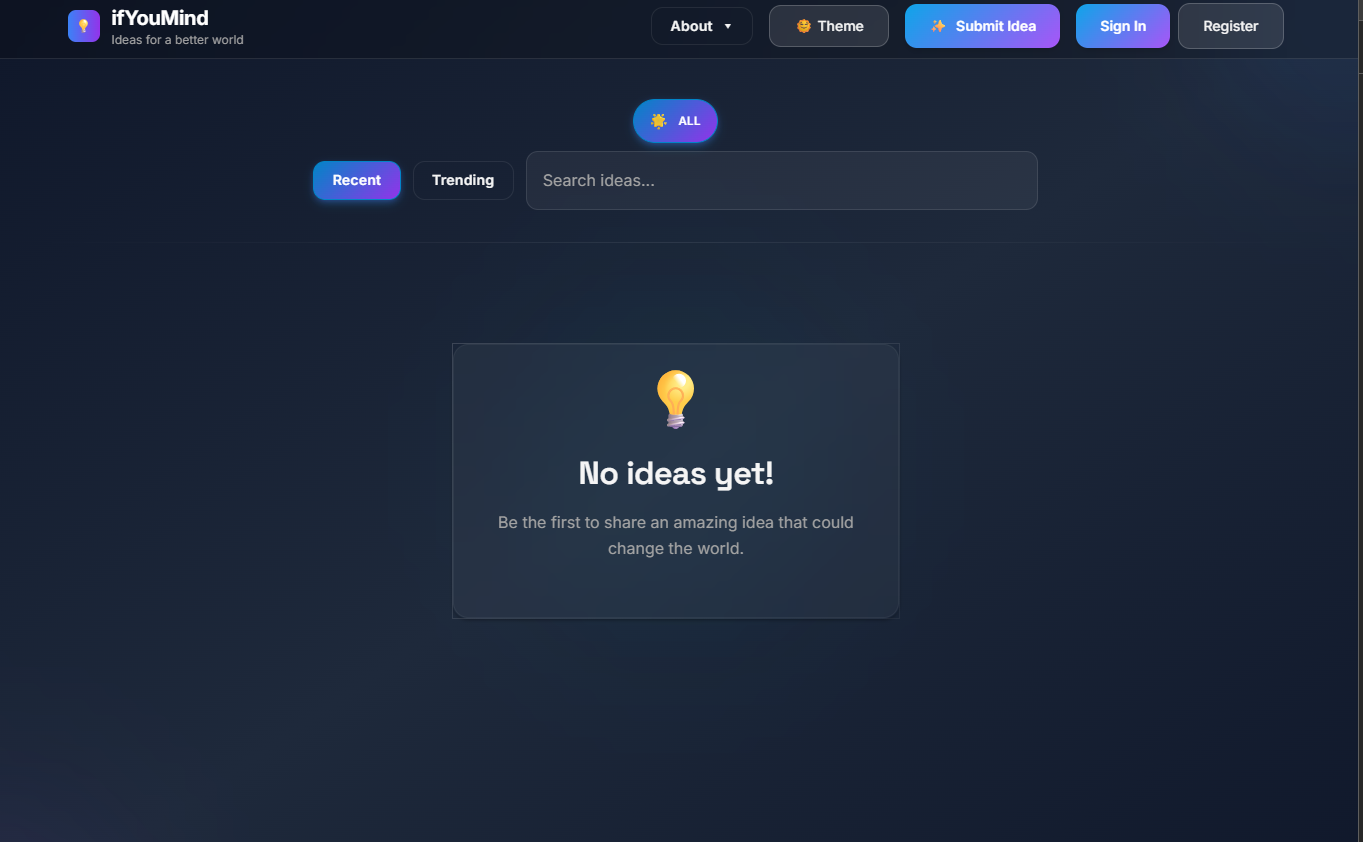 ifYouMind
Ideas for a better world
About
Theme
Submit Idea
Sign In
Register
ALL
Recent
Trending
Search ideas...
No ideas yet!
Be the first to share an amazing idea that could
change the world.